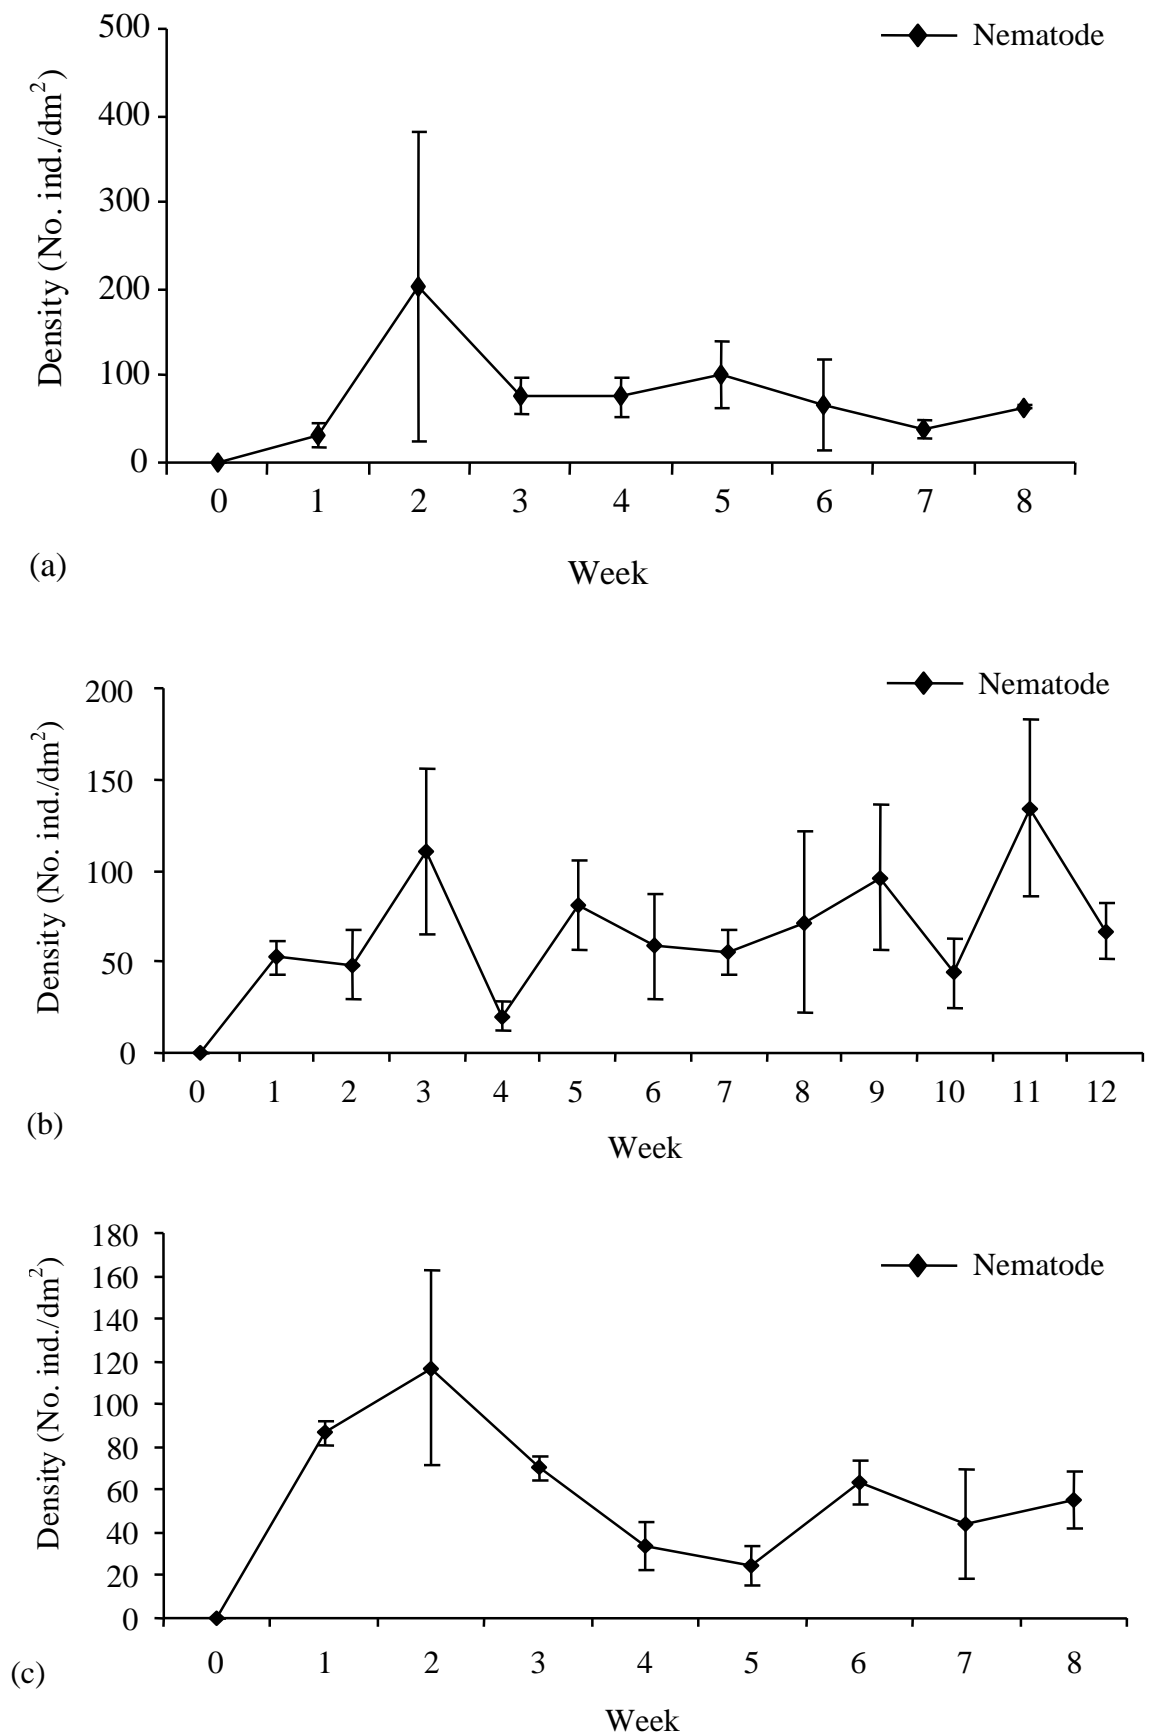 500
Nematode
400
300
200
100
0
Density (No. ind./dm²)
0 1 2 3 4 5 6 7 8
(a)
Week
200
Nematode
150
100
50
0
Density (No. ind./dm²)
0 1 2 3 4 5 6 7 8 9 10 11 12
(b)
Week
180
Nematode
160
140
120
100
80
60
40
20
0
Density (No. ind./dm²)
0 1 2 3 4 5 6 7 8
(c)
Week